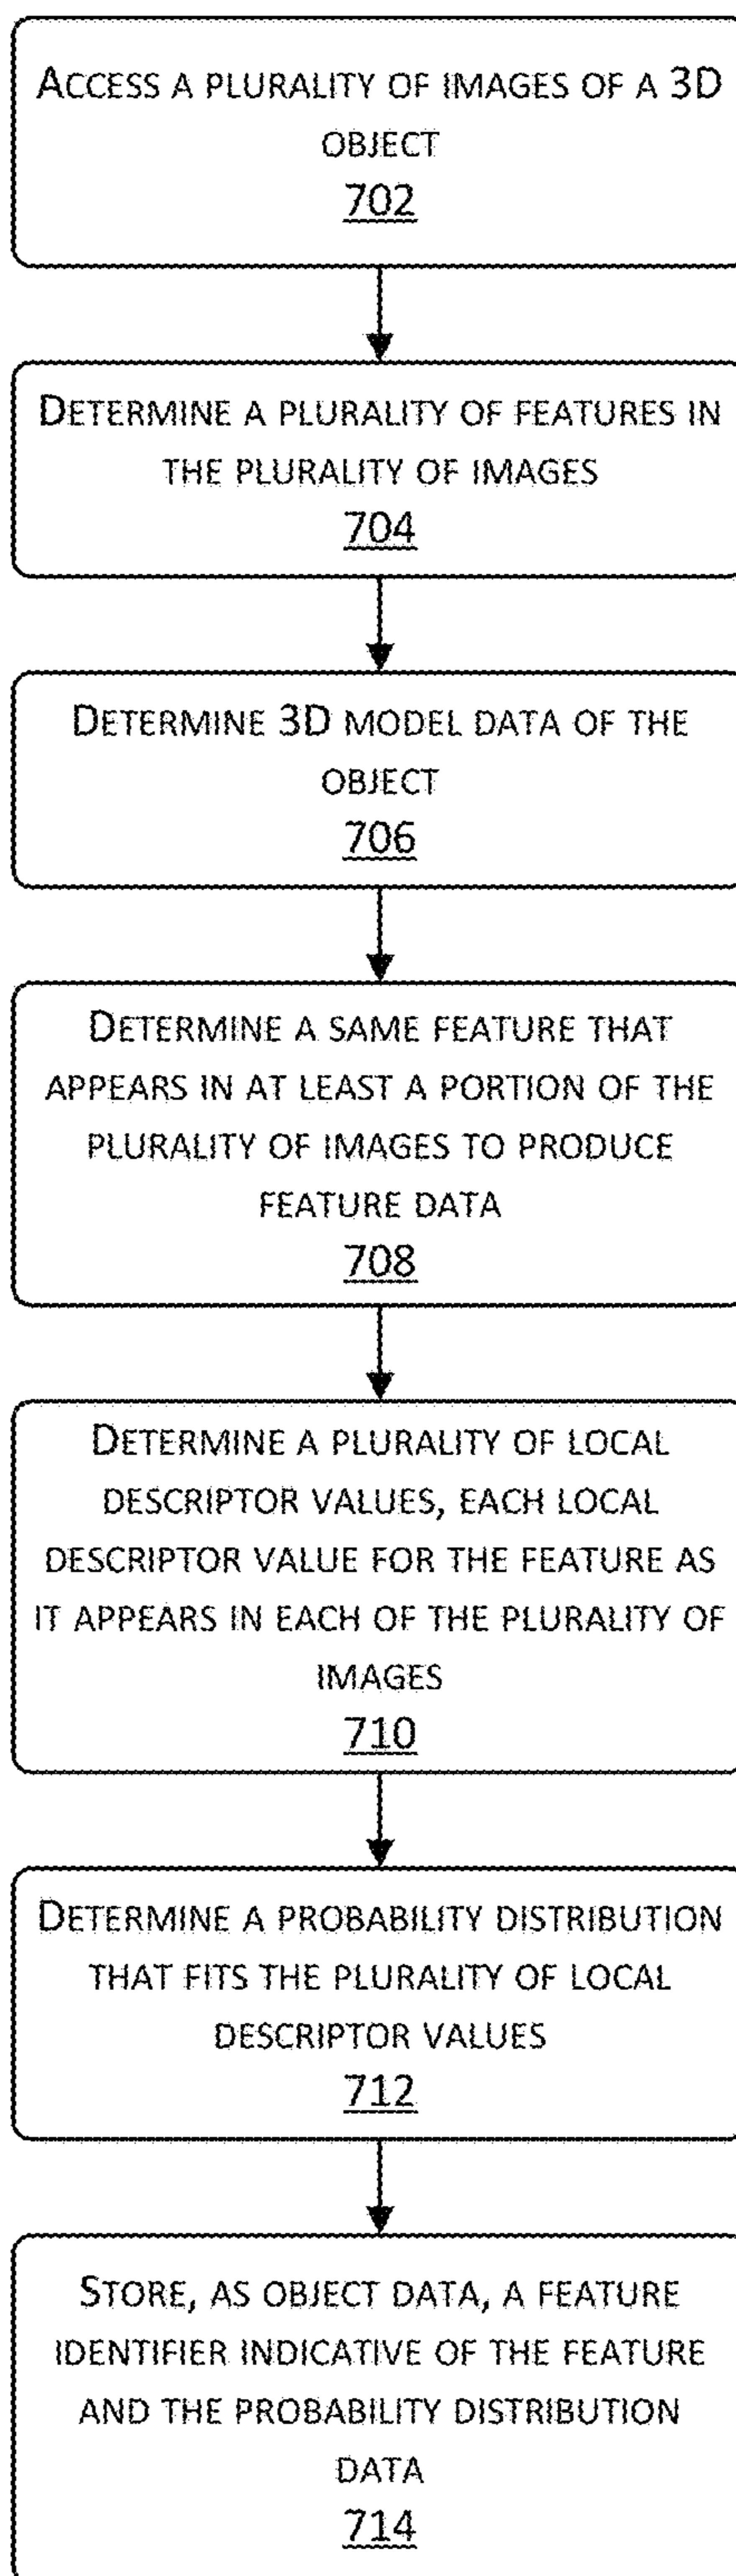 ACCESS A PLURALITY OF IMAGES OF A 3D
OBJECT
702
DETERMINE A PLURALITY OF FEATURES IN
THE PLURALITY OF IMAGES
704
DETERMINE 3D MODEL DATA OF THE
OBJECT
706
DETERMINE A SAME FEATURE THAT
APPEARS IN AT LEAST A PORTION OF THE
PLURALITY OF IMAGES TO PRODUCE
FEATURE DATA
708
DETERMINE A PLURALITY OF LOCAL
DESCRIPTOR VALUES, EACH LOCAL
DESCRIPTOR VALUE FOR THE FEATURE AS
IT APPEARS IN EACH OF THE PLURALITY OF
IMAGES
710
DETERMINE A PROBABILITY DISTRIBUTION
THAT FITS THE PLURALITY OF LOCAL
DESCRIPTOR VALUES
712
STORE, AS OBJECT DATA, A FEATURE
IDENTIFIER INDICATIVE OF THE FEATURE
AND THE PROBABILITY DISTRIBUTION
DATA
714